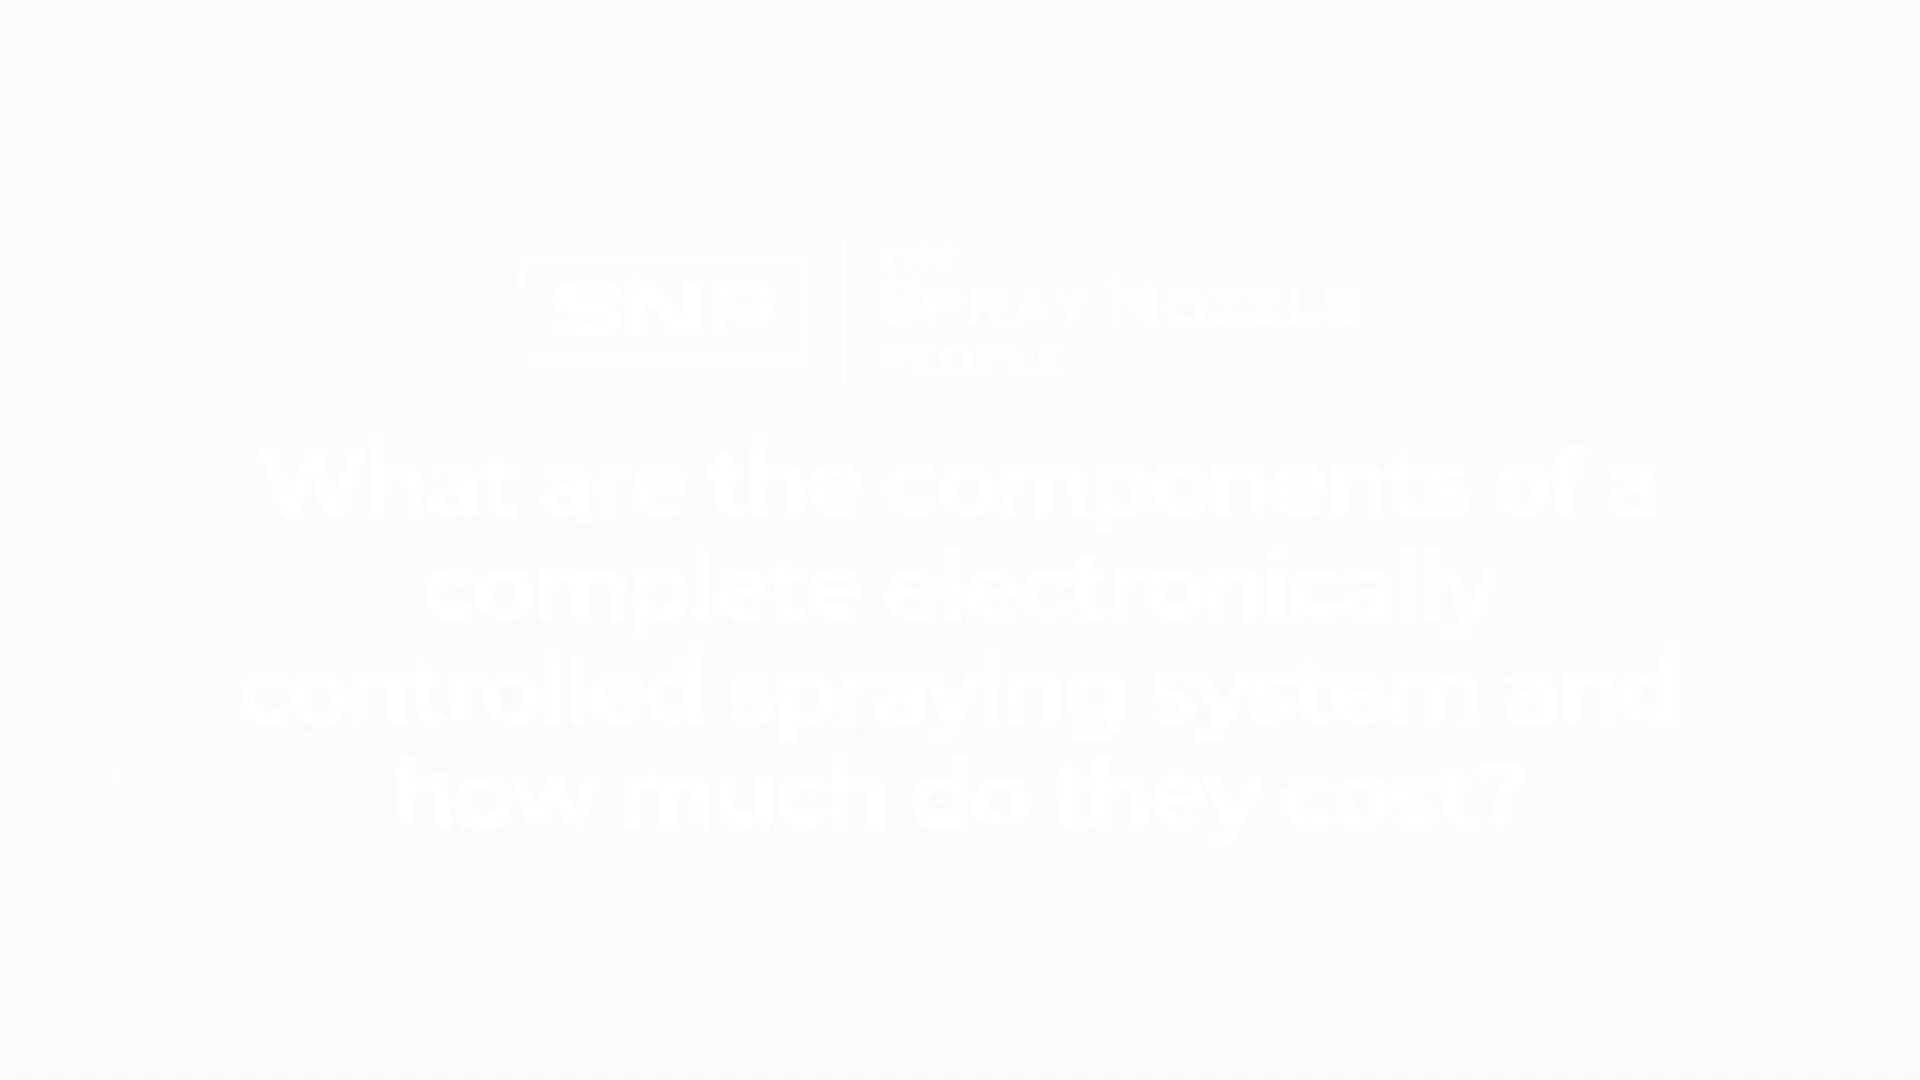 SNP
THE
SPRAY NOZZLE
PEOPLE
What are the components of a
complete electronically
controlled spraying system and
how much do they cost?